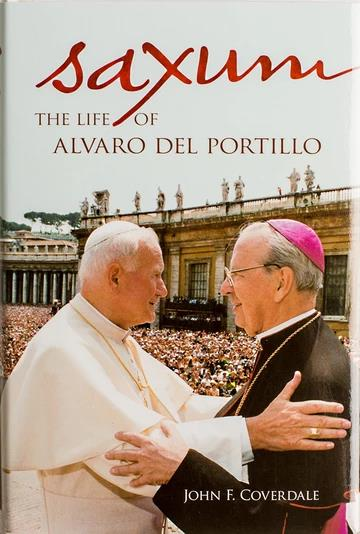 saxum
THE LIFE OF
ALVARO DEL PORTILLO
JOHN F. COVERDALE